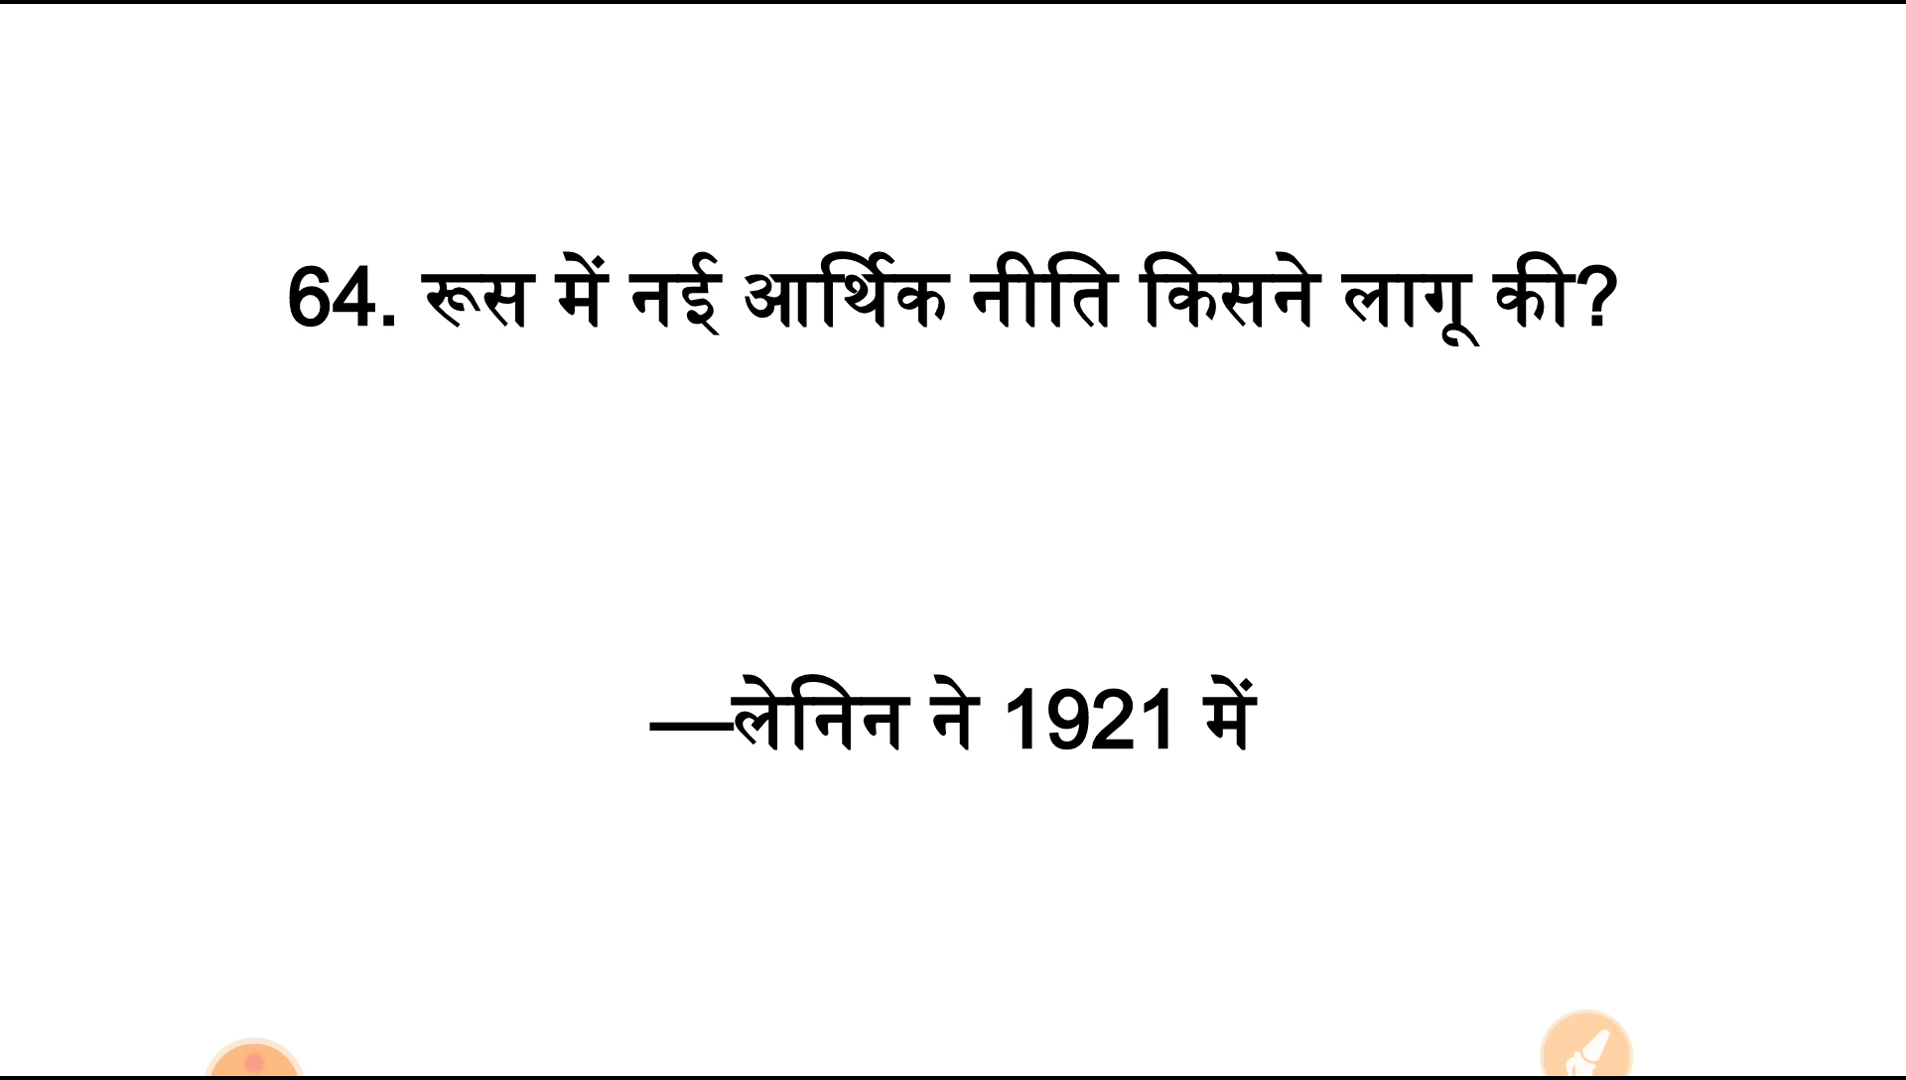 64. रूस में नई आर्थिक नीति किसने लागू की?
—लेनिन ने 1921 में